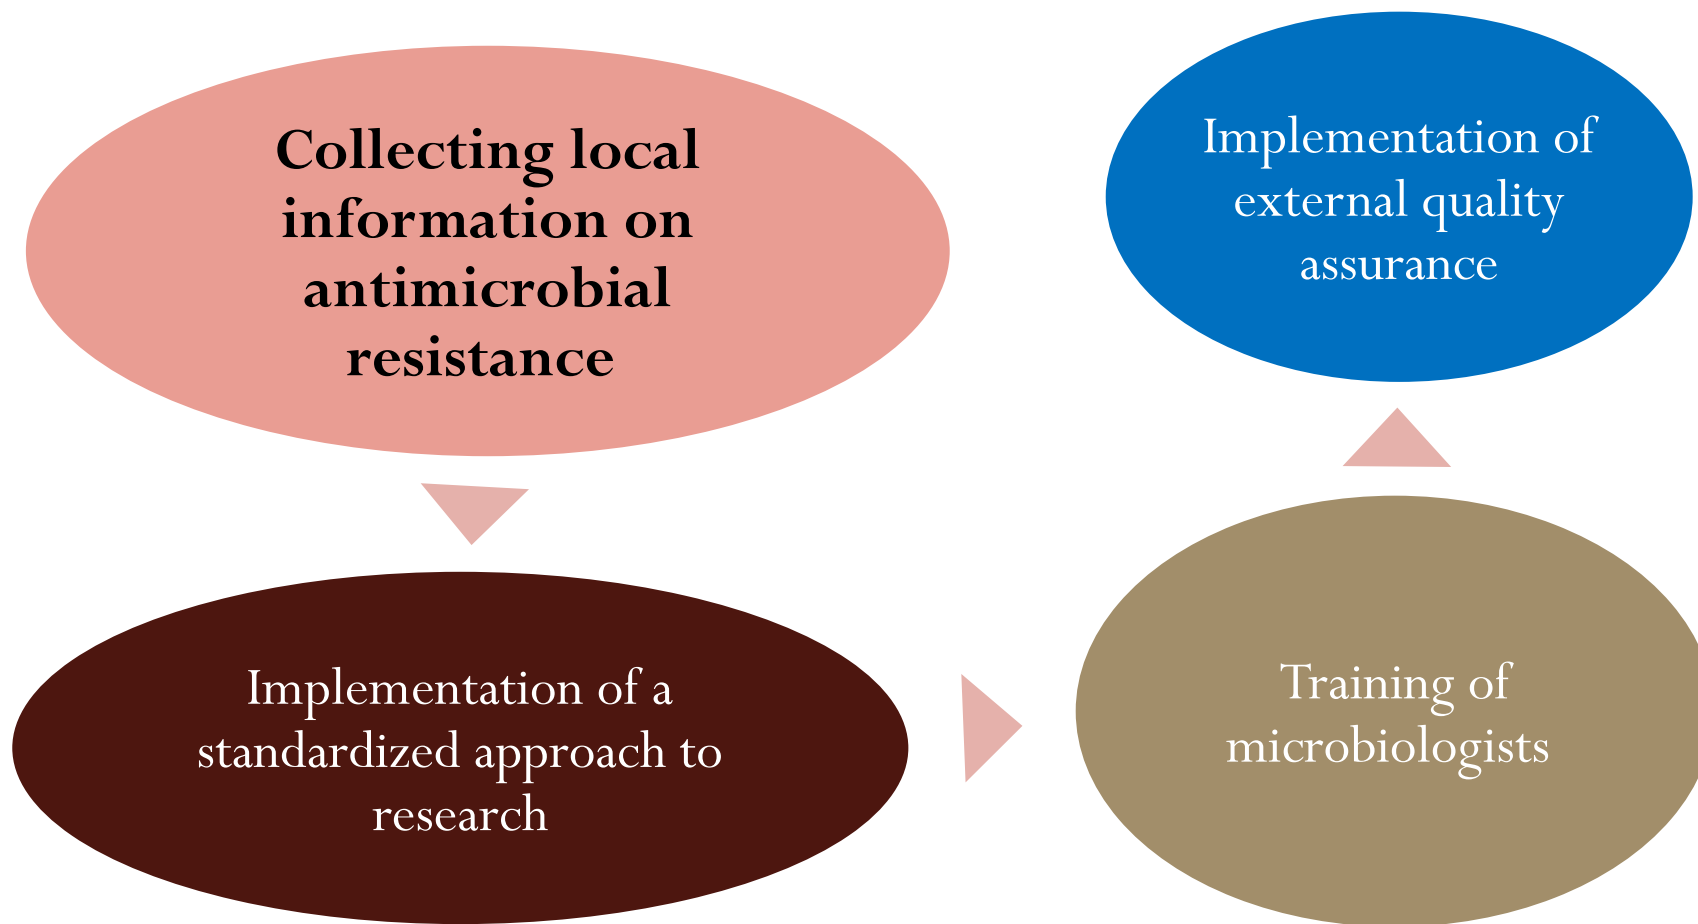 Collecting local
information on
antimicrobial
resistance
Implementation of a
standardized approach to
research
Training of
microbiologists
Implementation of
external quality
assurance